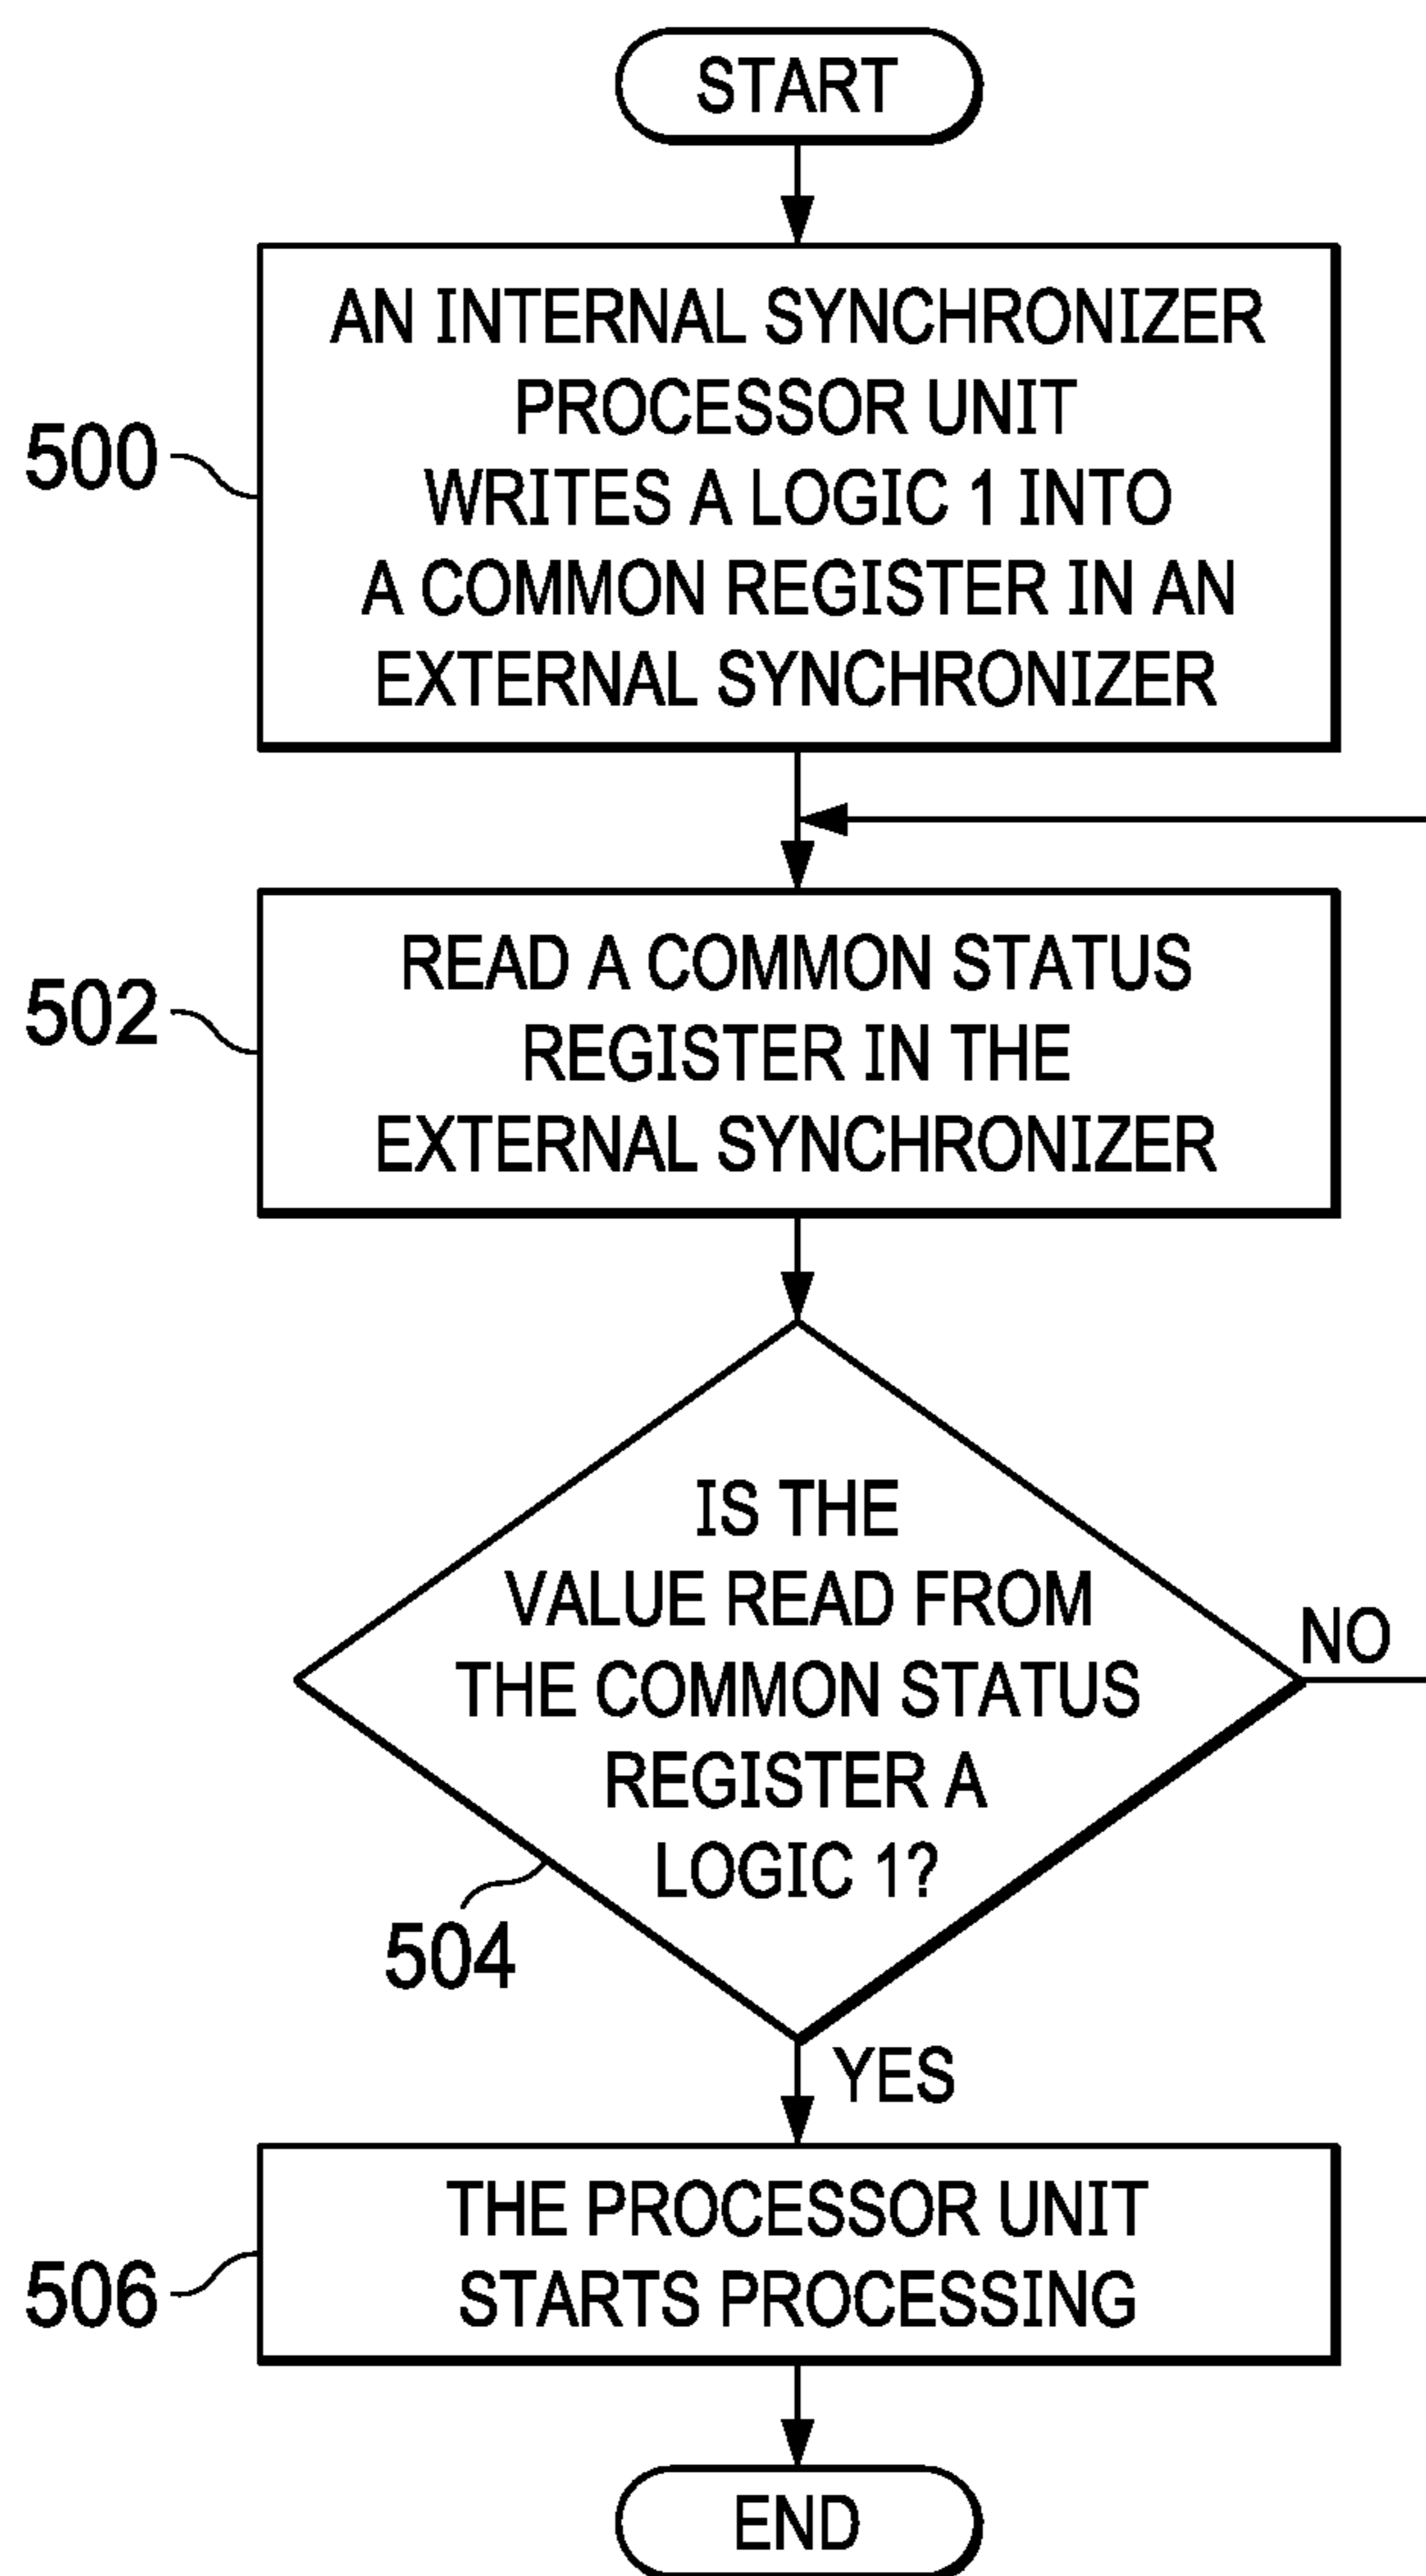 START
AN INTERNAL SYNCHRONIZER
PROCESSOR UNIT
WRITES A LOGIC 1 INTO
A COMMON REGISTER IN AN
EXTERNAL SYNCHRONIZER
500
READ A COMMON STATUS
REGISTER IN THE
EXTERNAL SYNCHRONIZER
502
IS THE
VALUE READ FROM
THE COMMON STATUS
REGISTER A
LOGIC 1?
NO
504
YES
THE PROCESSOR UNIT
STARTS PROCESSING
506
END